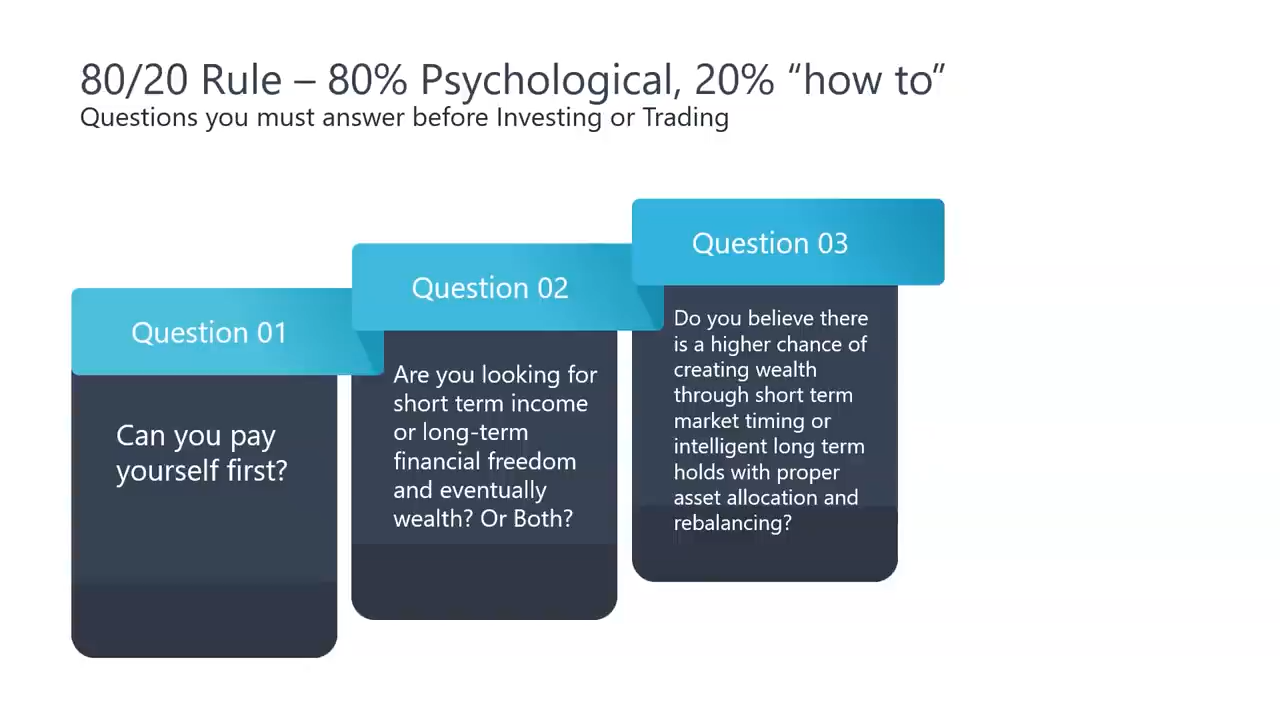 80/20 Rule – 80% Psychological, 20% “how to”
Questions you must answer before Investing or Trading
Question 01
Can you pay
yourself first?
Question 02
Are you looking for
short term income
or long-term
financial freedom
and eventually
wealth? Or Both?
Question 03
Do you believe there
is a higher chance of
creating wealth
through short term
market timing or
intelligent long term
holds with proper
asset allocation and
rebalancing?